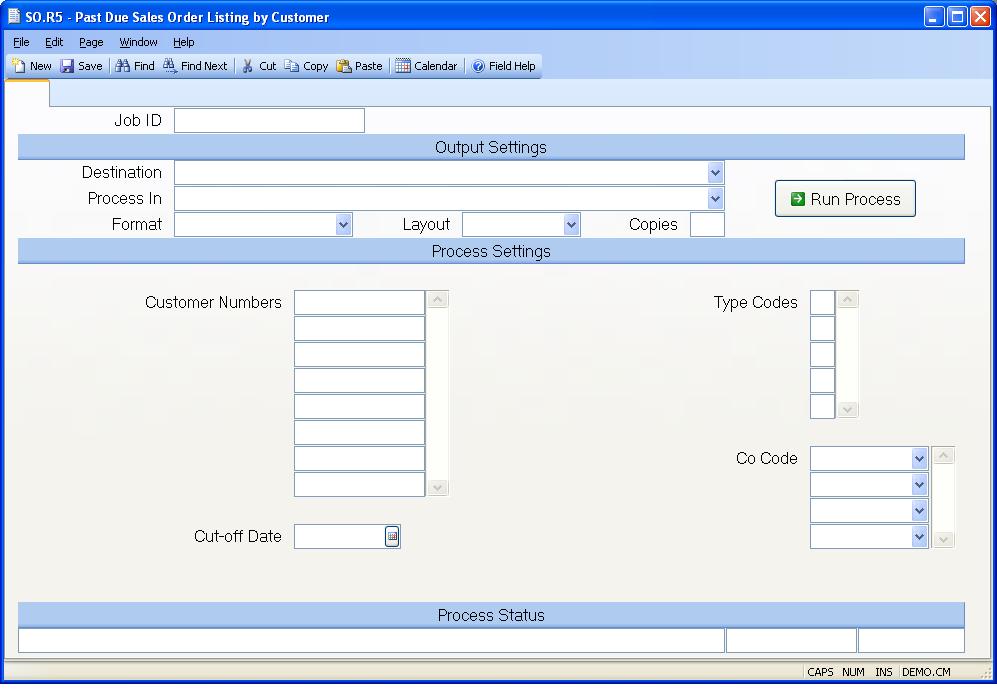 SO.R5 - Past Due Sales Order Listing by Customer
File Edit Page Window Help
New Save Find Find Next Cut Copy Paste Calendar Field Help
Job ID
Output Settings
Destination
Process In
Run Process
Format Layout Copies
Process Settings
Customer Numbers Type Codes
Co Code
Cut-off Date
Process Status
CAPS NUM INS DEMO.CM